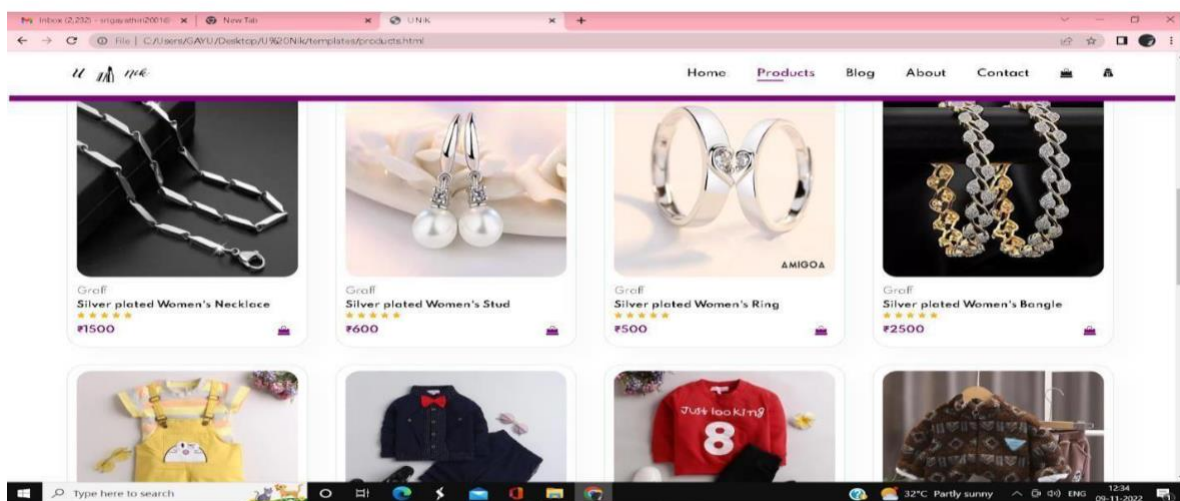 Inbox (2,232) - srigayathiri2001@
New Tab
U NiK
File | C:/Users/GAYU/Desktop/U%20Nik/templates/products.html
U Nik
Home Products Blog About Contact
AMIGOA
Graff
Silver plated Women's Necklace
₹1500
Graff
Silver plated Women's Stud
₹600
Graff
Silver plated Women's Ring
₹500
Graff
Silver plated Women's Bangle
₹2500
Just looking
8
Type here to search
32°C Partly sunny
ENG
12:34
09-11-2022